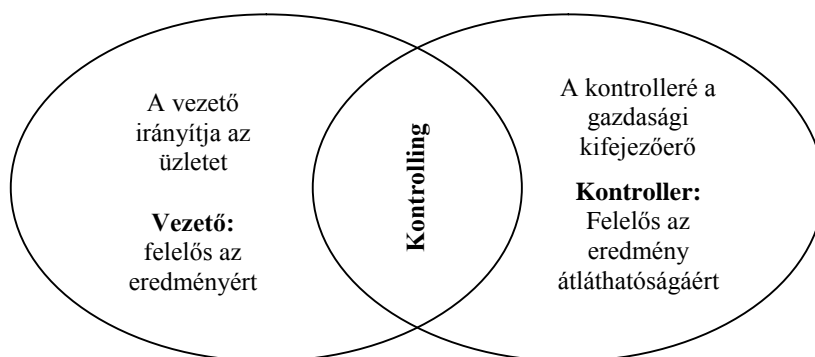 A vezető
irányítja az
üzletet
Vezető:
felelős az
eredményért
Kontrolling
A kontrolleré a
gazdasági
kifejezőerő
Kontroller:
Felelős az
eredmény
átláthatóságáért